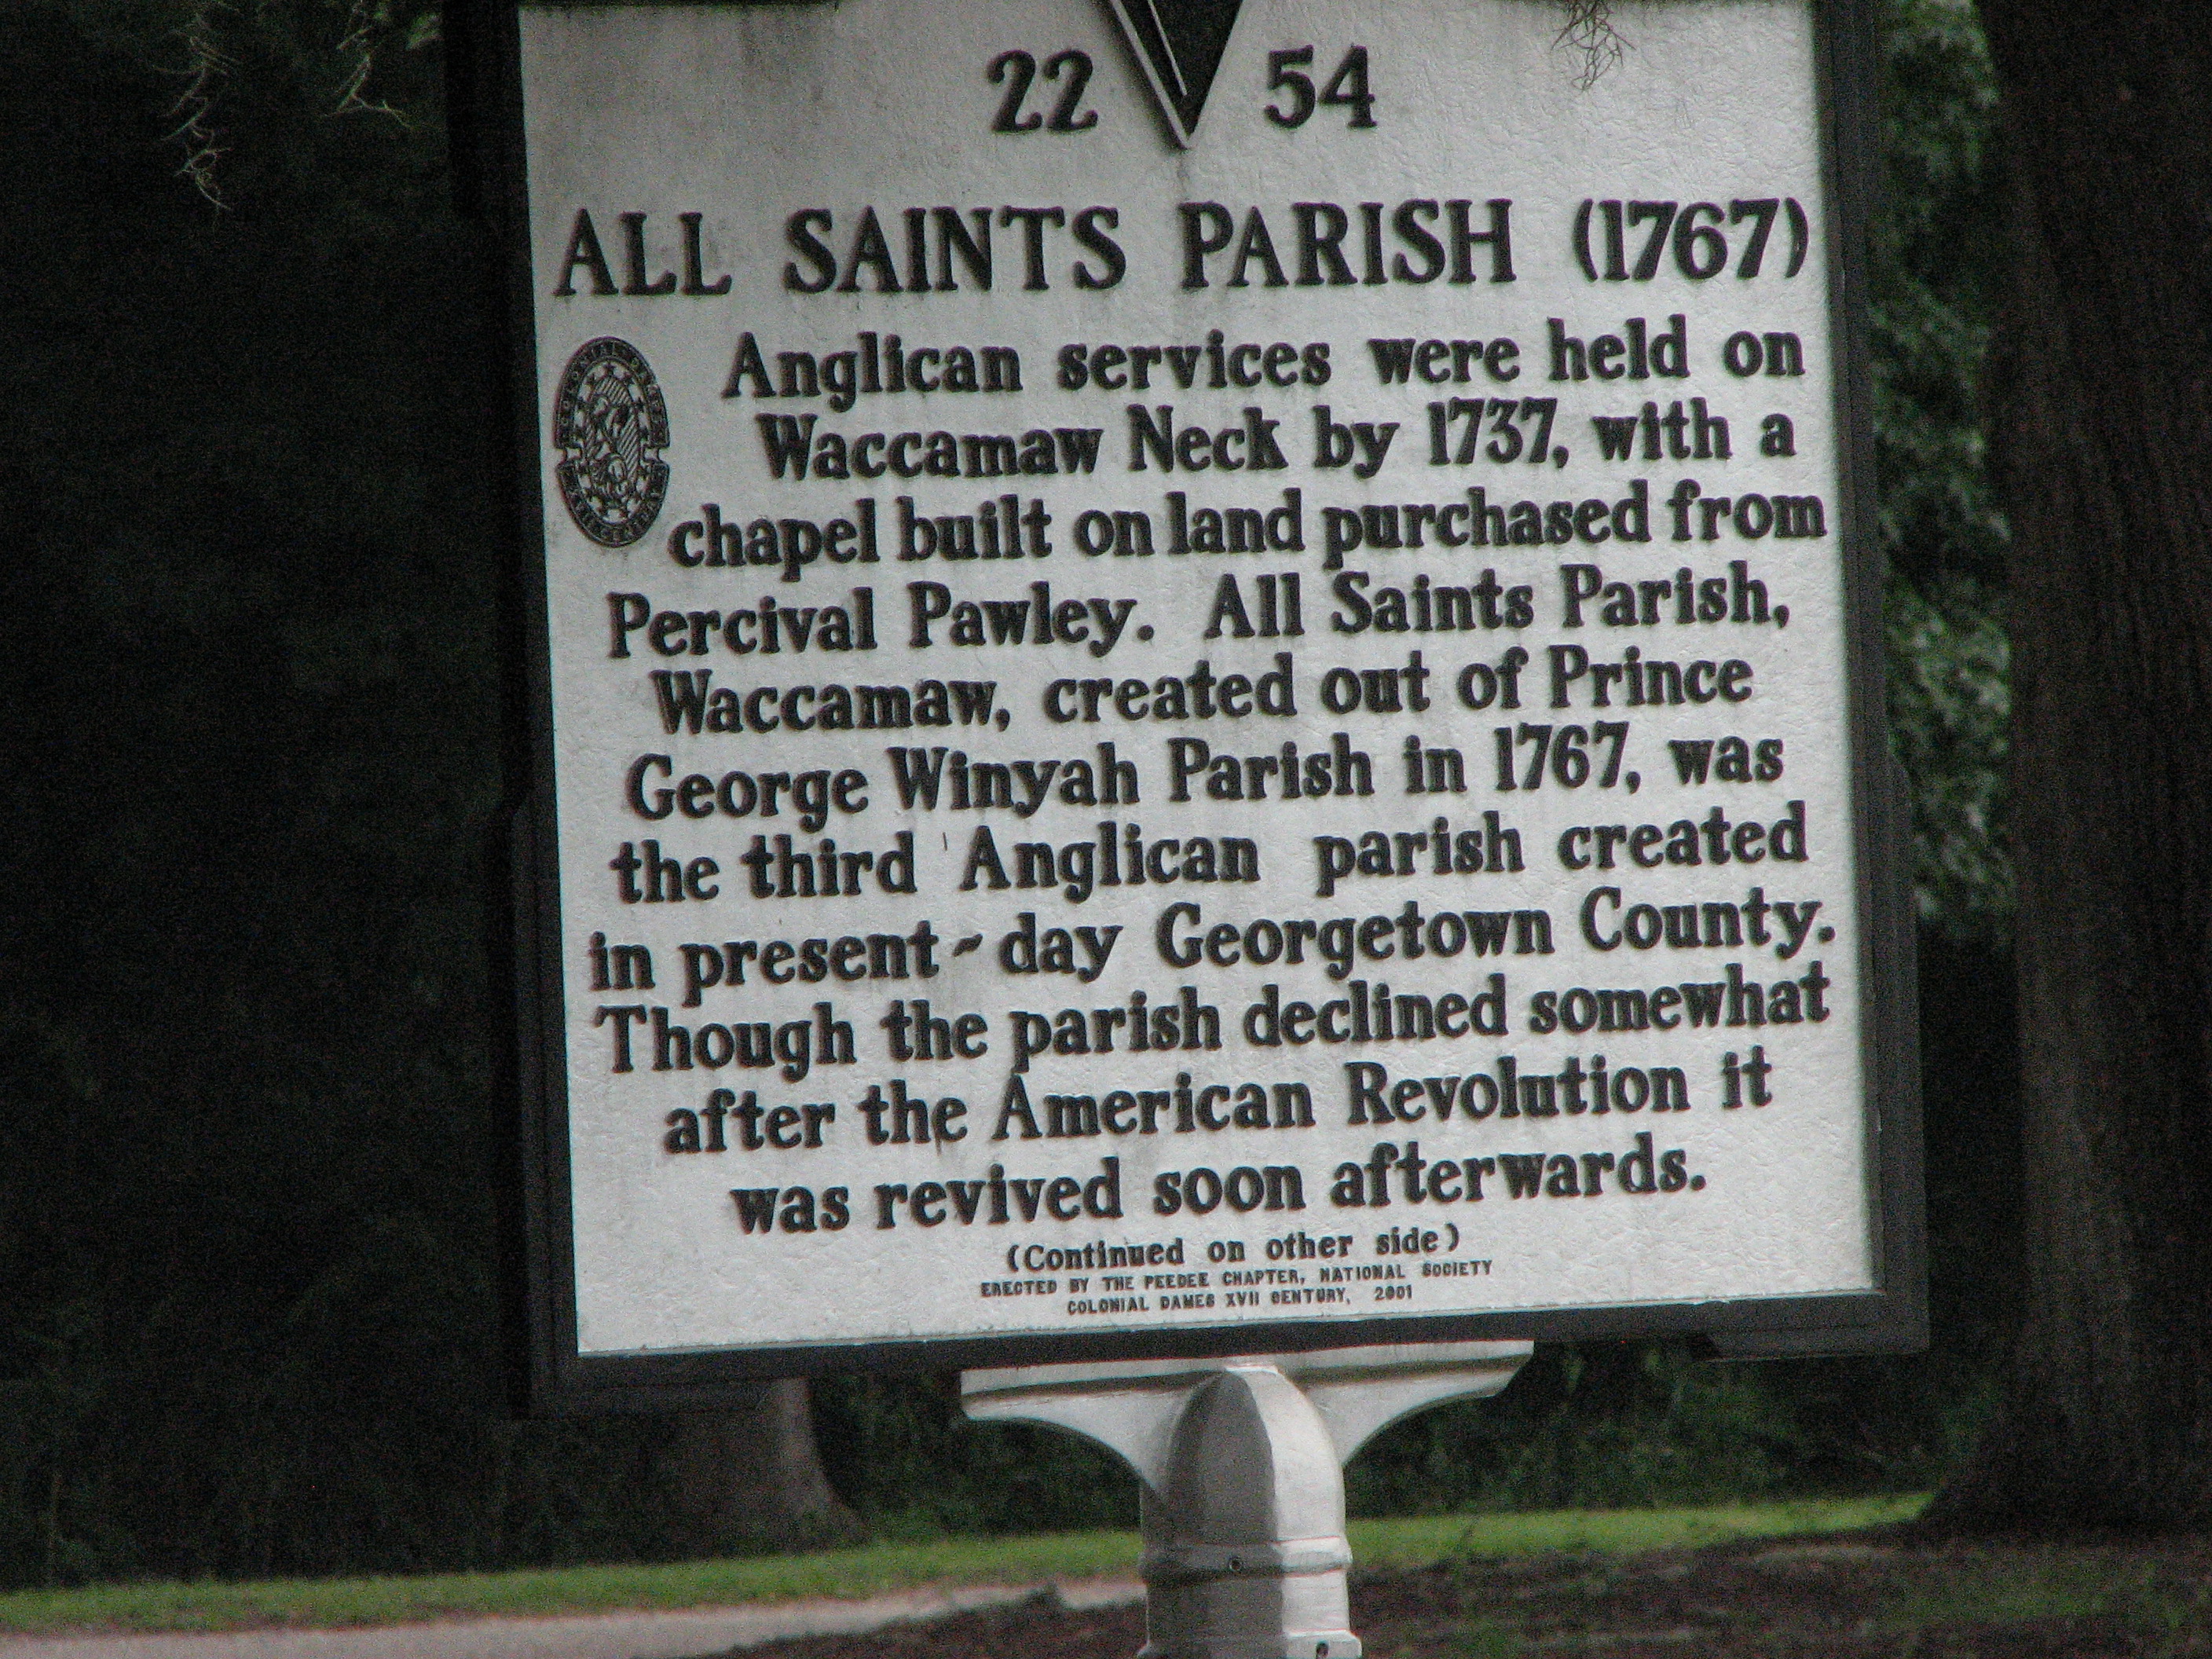 22 54
ALL SAINTS PARISH (1767)
Anglican services were held on
Waccamaw Neck by 1737, with a
chapel built on land purchased from
Percival Pawley. All Saints Parish,
Waccamaw, created out of Prince
George Winyah Parish in 1767, was
the third Anglican parish created
in present-day Georgetown County.
Though the parish declined somewhat
after the American Revolution it
was revived soon afterwards.
(Continued on other side)
ERECTED BY THE PEEDEE CHAPTER, NATIONAL SOCIETY
COLONIAL DAMES XVII CENTURY, 2001